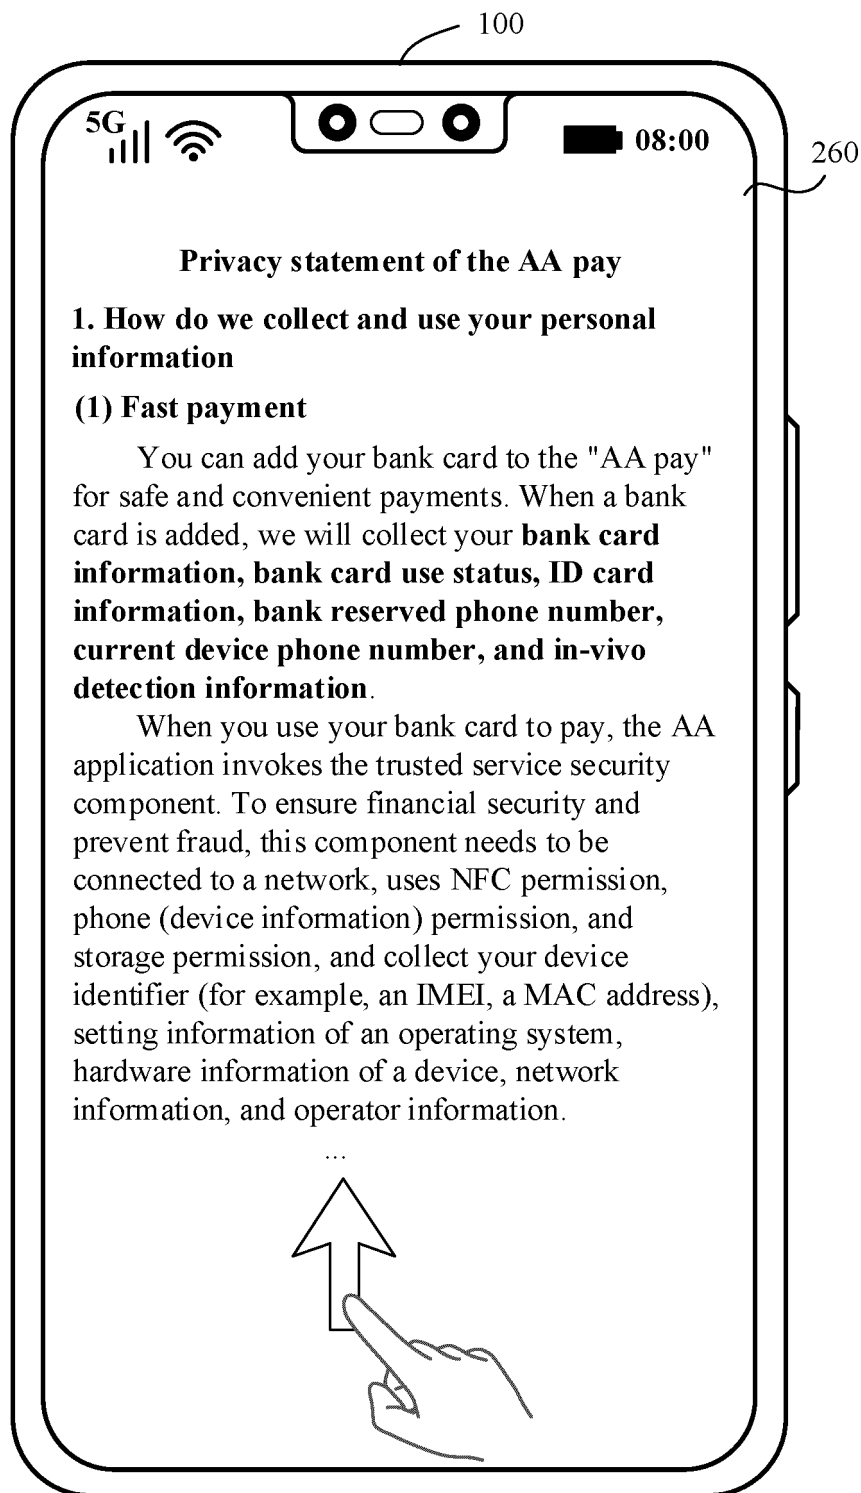 100
5G
08:00
260
Privacy statement of the AA pay
1. How do we collect and use your personal
information
(1) Fast payment
You can add your bank card to the "AA pay"
for safe and convenient payments. When a bank
card is added, we will collect your bank card
information, bank card use status, ID card
information, bank reserved phone number,
current device phone number, and in-vivo
detection information.
When you use your bank card to pay, the AA
application invokes the trusted service security
component. To ensure financial security and
prevent fraud, this component needs to be
connected to a network, uses NFC permission,
phone (device information) permission, and
storage permission, and collect your device
identifier (for example, an IMEI, a MAC address),
setting information of an operating system,
hardware information of a device, network
information, and operator information.
...